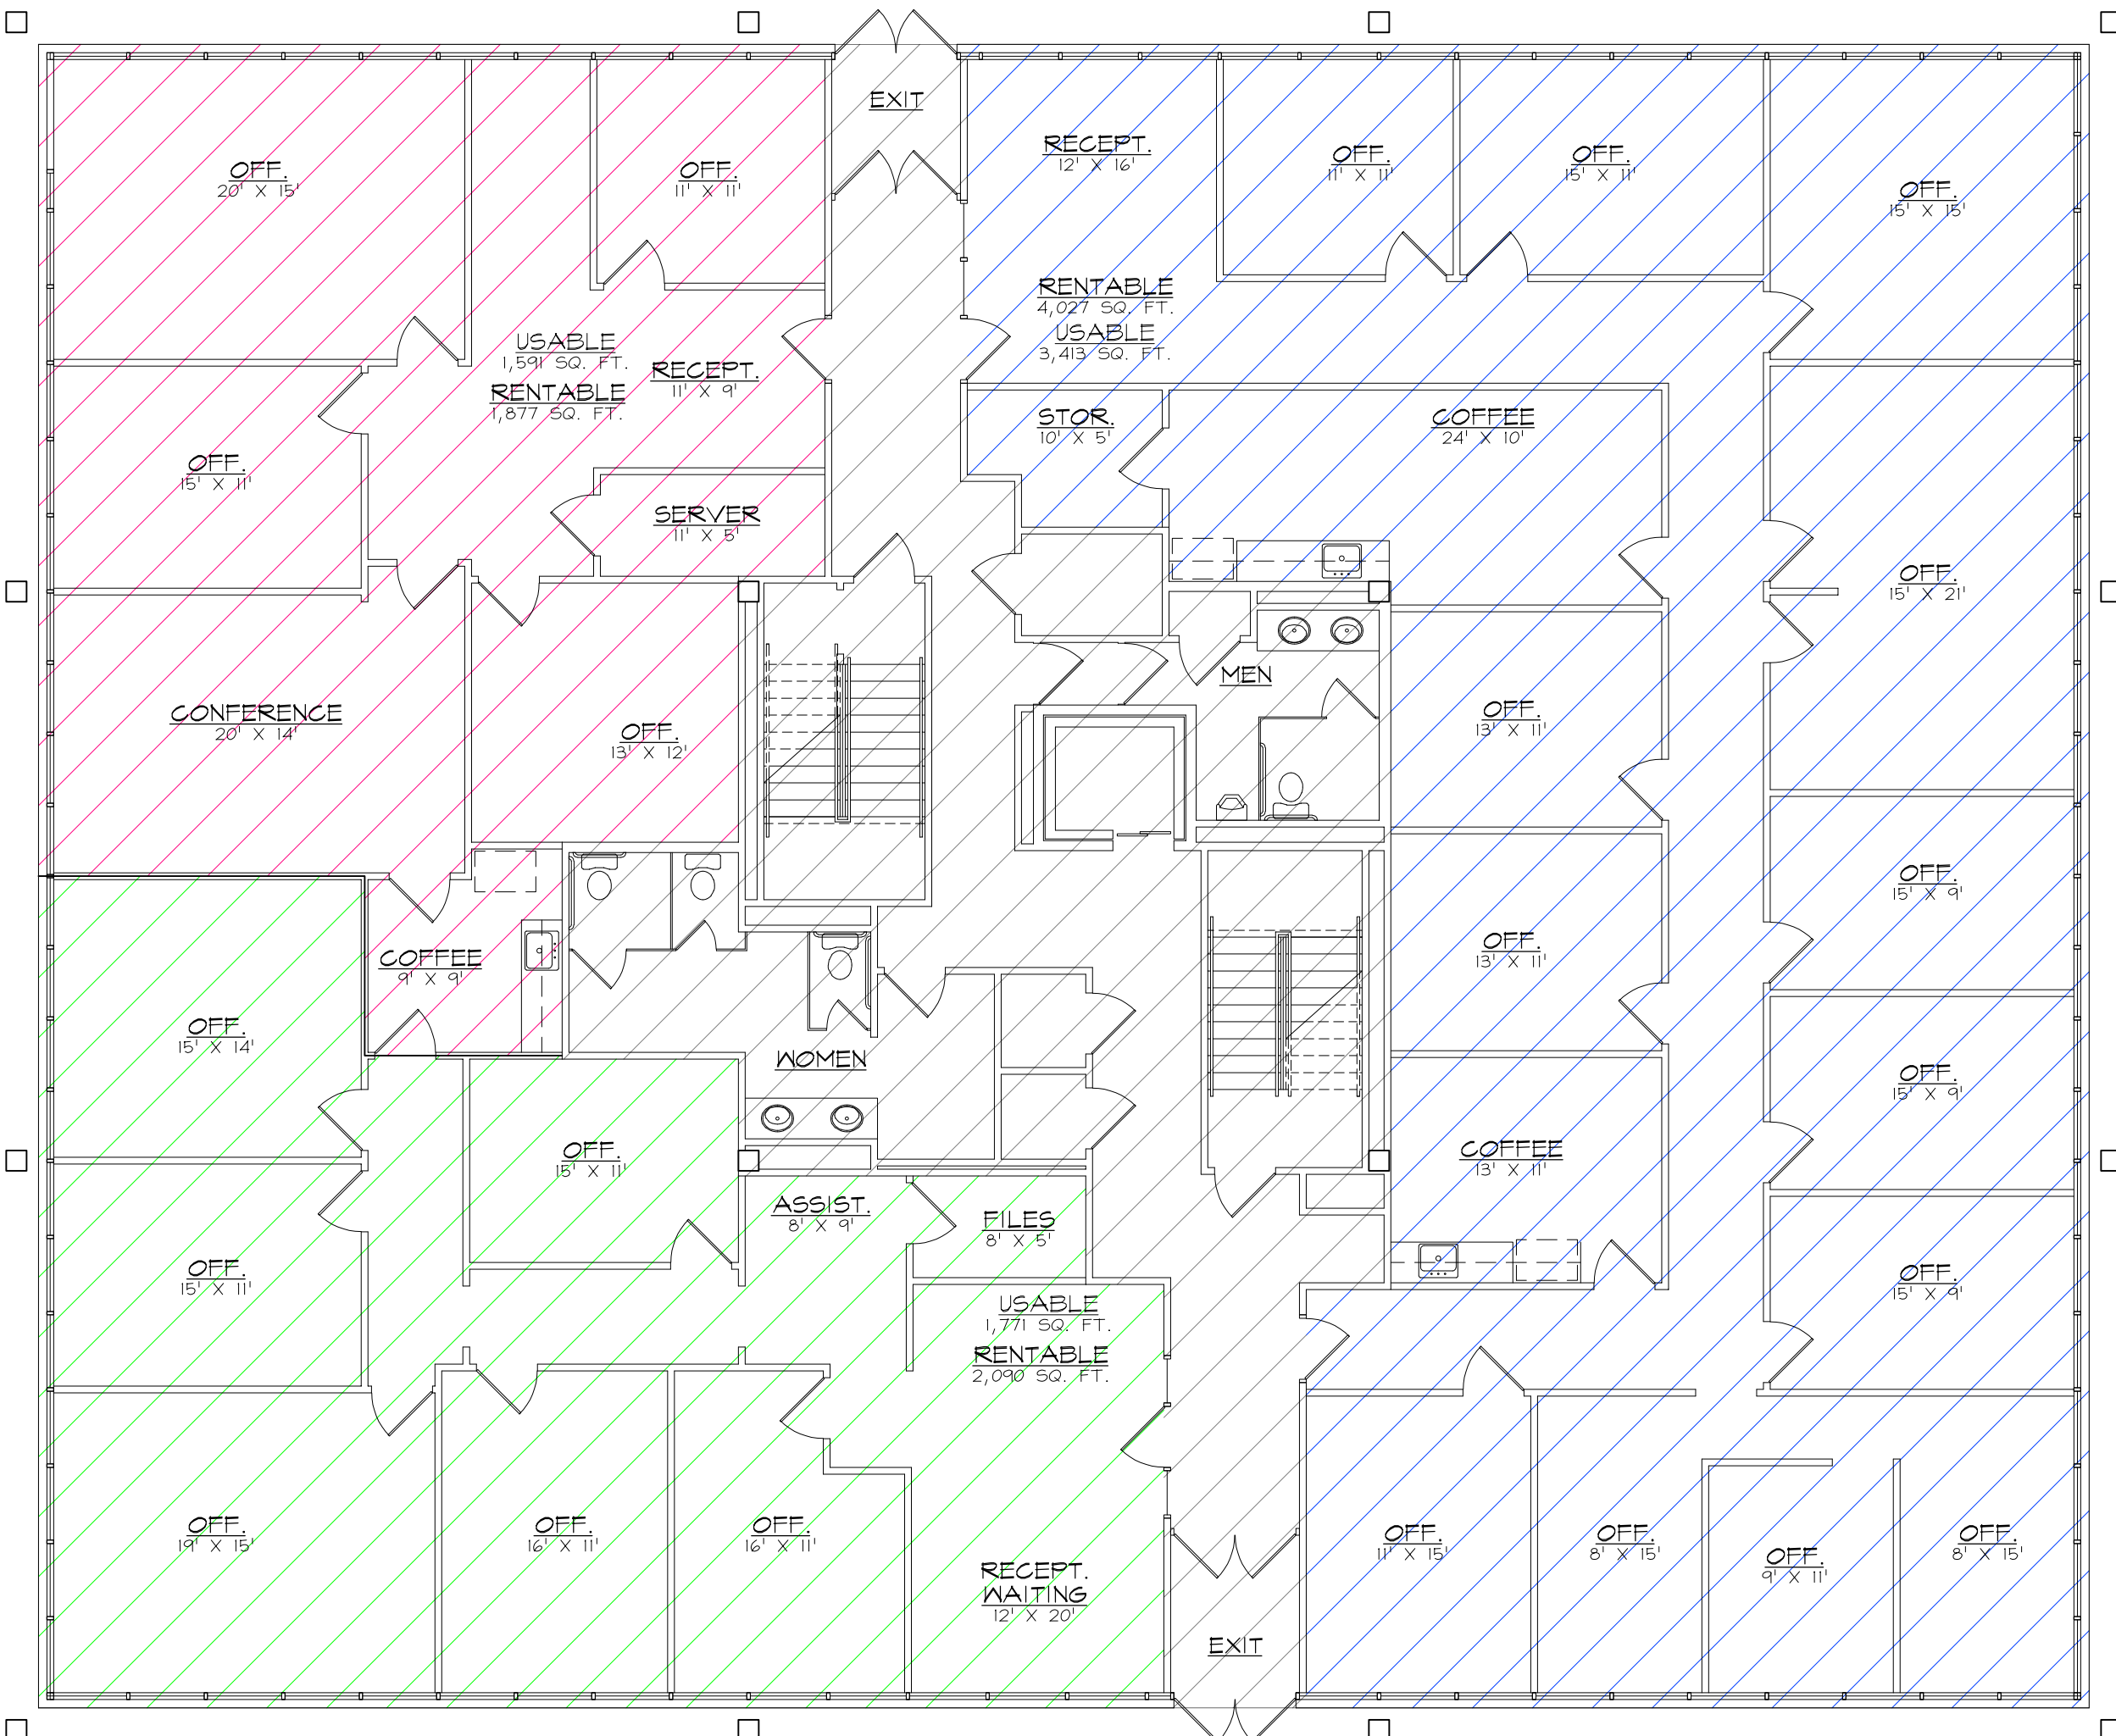 EXIT
RECEPT.
12' X 16'
OFF.
20' X 15'
OFF.
11' X 11'
OFF.
11' X 11'
OFF.
15' X 11'
OFF.
15' X 15'
RENTABLE
4,027 SQ. FT.
USABLE
3,413 SQ. FT.
USABLE
1,591 SQ. FT.
RENTABLE
1,877 SQ. FT.
RECEPT.
11' X 9'
STOR.
10' X 5'
COFFEE
24' X 10'
OFF.
15' X 11'
SERVER
11' X 5'
OFF.
15' X 21'
MEN
CONFERENCE
20' X 14'
OFF.
13' X 12'
OFF.
13' X 11'
OFF.
15' X 9'
COFFEE
9' X 9'
OFF.
13' X 11'
OFF.
15' X 14'
WOMEN
OFF.
15' X 9'
OFF.
15' X 11'
COFFEE
13' X 11'
ASSIST.
8' X 9'
FILES
8' X 5'
OFF.
15' X 11'
OFF.
15' X 9'
USABLE
1,771 SQ. FT.
RENTABLE
2,090 SQ. FT.
OFF.
19' X 15'
OFF.
16' X 11'
OFF.
16' X 11'
OFF.
11' X 15'
OFF.
8' X 15'
OFF.
9' X 11'
OFF.
8' X 15'
RECEPT.
WAITING
12' X 20'
EXIT